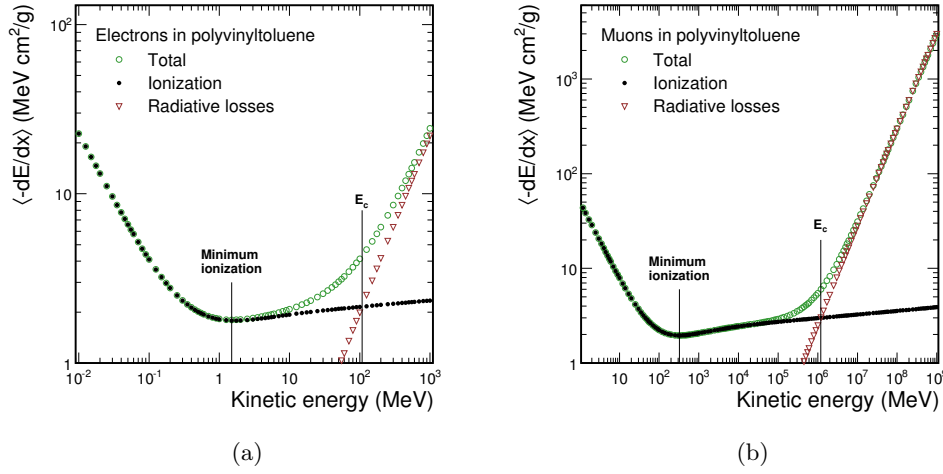 ⟨-dE/dx⟩ (MeV cm²/g)
10²
10
1
Electrons in polyvinyltoluene
Total
Ionization
Radiative losses
E_c
Minimum
ionization
10⁻² 10⁻¹ 1 10 10² 10³
Kinetic energy (MeV)
(a)
⟨-dE/dx⟩ (MeV cm²/g)
10³
10²
10
1
Muons in polyvinyltoluene
Total
Ionization
Radiative losses
E_c
Minimum
ionization
10 10² 10³ 10⁴ 10⁵ 10⁶ 10⁷ 10⁸ 10⁹
Kinetic energy (MeV)
(b)